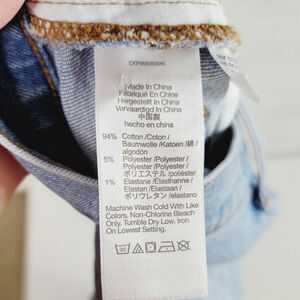 Made In China
Fabriqué En Chine
Hergestellt In China
Vervaardigd In China
中国製
hecho en china
94% Cotton /Coton /
Baumwolle /Katoen / 綿 /
algodón
5% Polyester /Polyester /
Polyester /Polyester /
ポリエステル /poliéster
1% Elastane /Élasthanne /
Elastan /Elastaan /
ポリウレタン /elastano
Machine Wash Cold With Like
Colors. Non-Chlorine Bleach
Only. Tumble Dry Low. Iron
On Lowest Setting.